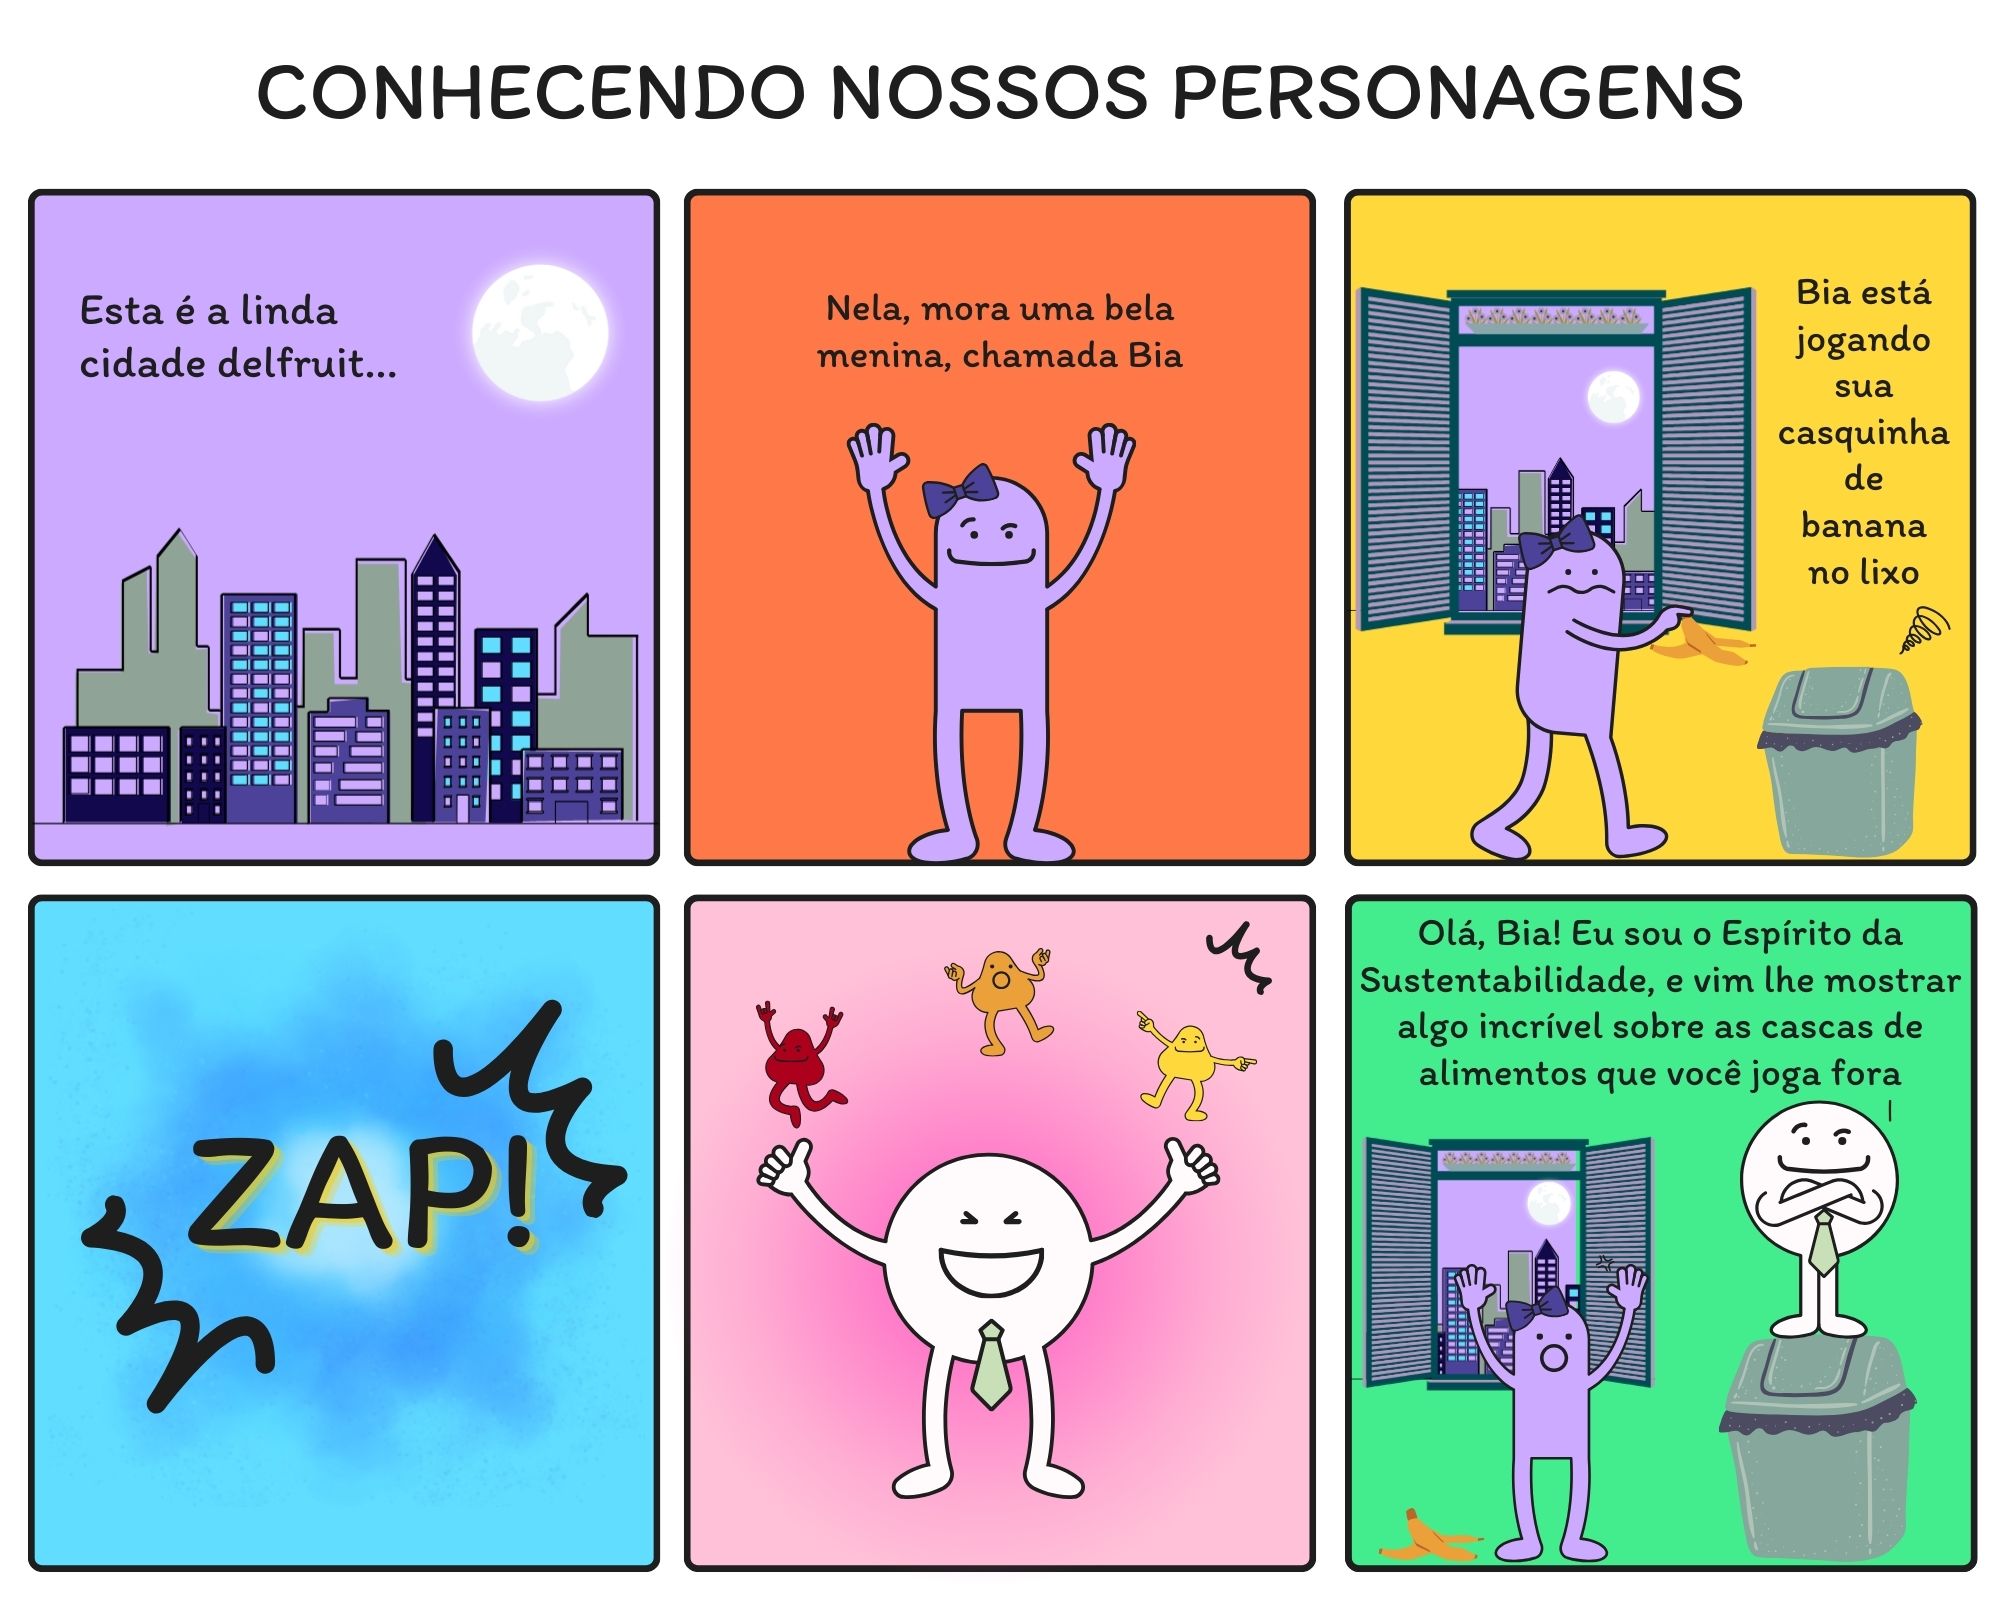 CONHECENDO NOSSOS PERSONAGENS
Esta é a linda
cidade delfruit...
Nela, mora uma bela
menina, chamada Bia
Bia está
jogando
sua
casquinha
de
banana
no lixo
ZAP!
Olá, Bia! Eu sou o Espírito da
Sustentabilidade, e vim lhe mostrar
algo incrível sobre as cascas de
alimentos que você joga fora